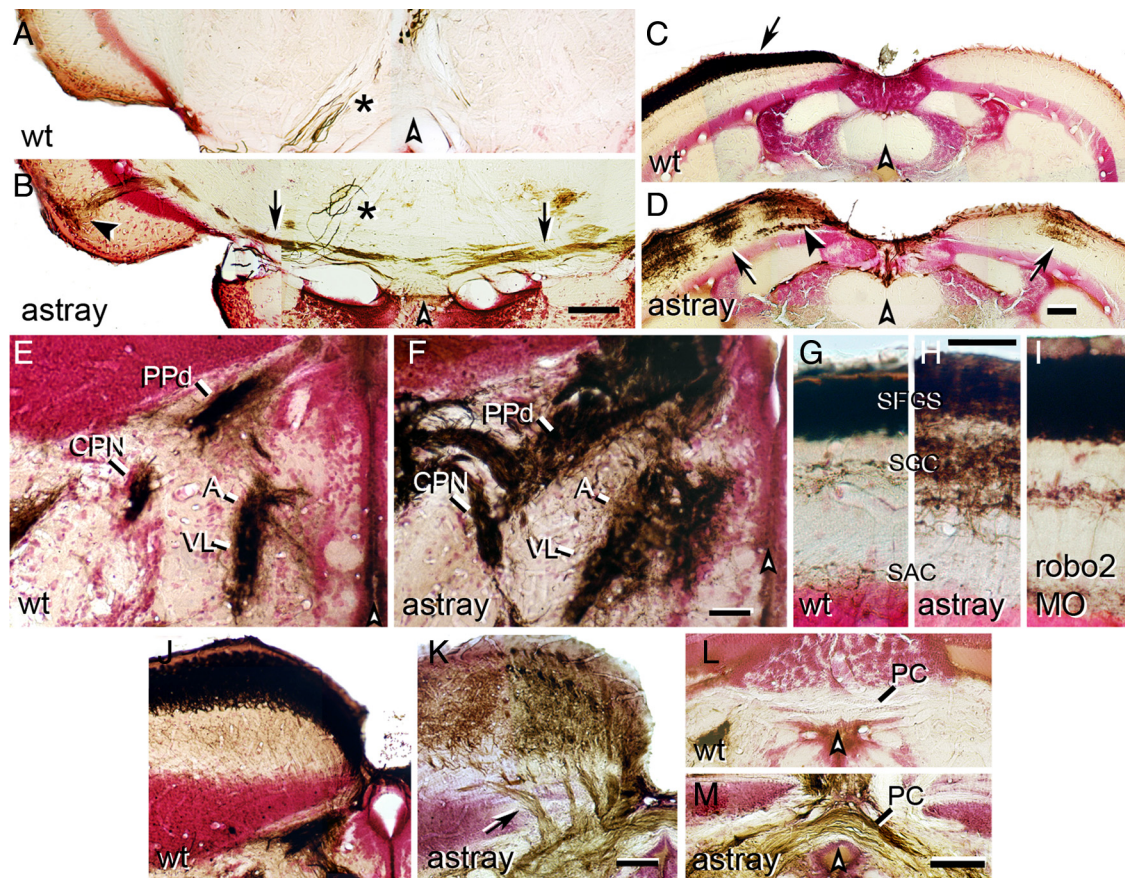 A
*
wt
B
*
astray
C
wt
D
astray
E
PPd
CPN
A
VL
wt
F
PPd
CPN
A
VL
astray
G
H
I
SFGS
SGC
SAC
wt
astray
robo2
MO
J
wt
K
astray
L
PC
wt
M
PC
astray